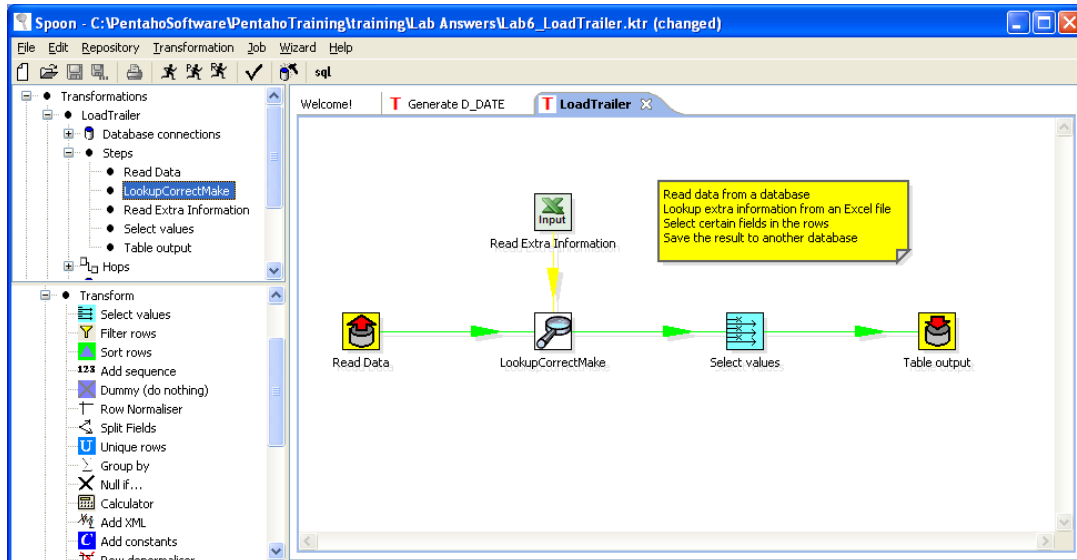 Spoon - C:\PentahoSoftware\PentahoTraining\training\Lab Answers\Lab6_LoadTrailer.ktr (changed)
File Edit Repository Transformation Job Wizard Help
sql
Transformations
LoadTrailer
Database connections
Steps
Read Data
LookupCorrectMake
Read Extra Information
Select values
Table output
Hops
Transform
Select values
Filter rows
Sort rows
123 Add sequence
Dummy (do nothing)
Row Normaliser
Split Fields
U Unique rows
Σ Group by
Null if...
Calculator
Add XML
C Add constants
Row denormaliser
Welcome! T Generate D_DATE T LoadTrailer
Input
Read Extra Information
Read data from a database
Lookup extra information from an Excel file
Select certain fields in the rows
Save the result to another database
Read Data LookupCorrectMake Select values Table output